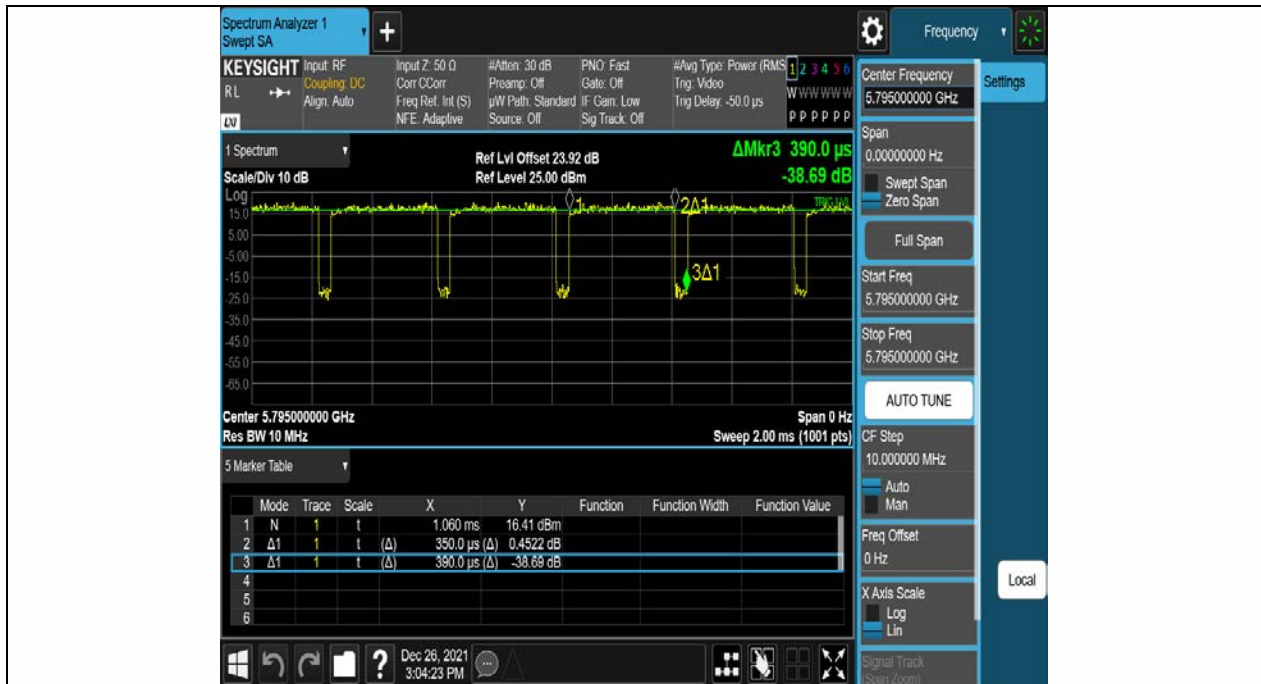 Spectrum Analyzer 1
Swept SA
Frequency
KEYSIGHT
RL
LXI
Input: RF
Coupling: DC
Align: Auto
Input Z: 50 Ω
Corr CCorr
Freq Ref: Int (S)
NFE: Adaptive
#Atten: 30 dB
Preamp: Off
µW Path: Standard
Source: Off
PNO: Fast
Gate: Off
IF Gain: Low
Sig Track: Off
#Avg Type: Power (RMS
Trig: Video
Trig Delay: -50.0 µs
1 2 3 4 5 6
W W W W W W
P P P P P P
1 Spectrum
Scale/Div 10 dB
Ref Lvl Offset 23.92 dB
Ref Level 25.00 dBm
ΔMkr3 390.0 µs
-38.69 dB
Log
15.0
5.00
-5.00
-15.0
-25.0
-35.0
-45.0
-55.0
-65.0
1
2Δ1
TRIG LVL
3Δ1
Center 5.795000000 GHz
Span 0 Hz
Res BW 10 MHz
Sweep 2.00 ms (1001 pts)
5 Marker Table
Mode Trace Scale X Y Function Function Width Function Value
1 N 1 t 1.060 ms 16.41 dBm
2 Δ1 1 t (Δ) 350.0 µs (Δ) 0.4522 dB
3 Δ1 1 t (Δ) 390.0 µs (Δ) -38.69 dB
4
5
6
Dec 26, 2021
3:04:23 PM
Center Frequency
5.795000000 GHz
Span
0.00000000 Hz
Swept Span
Zero Span
Full Span
Start Freq
5.795000000 GHz
Stop Freq
5.795000000 GHz
AUTO TUNE
CF Step
10.000000 MHz
Auto
Man
Freq Offset
0 Hz
X Axis Scale
Log
Lin
Signal Track
(Span Zoom)
Settings
Local